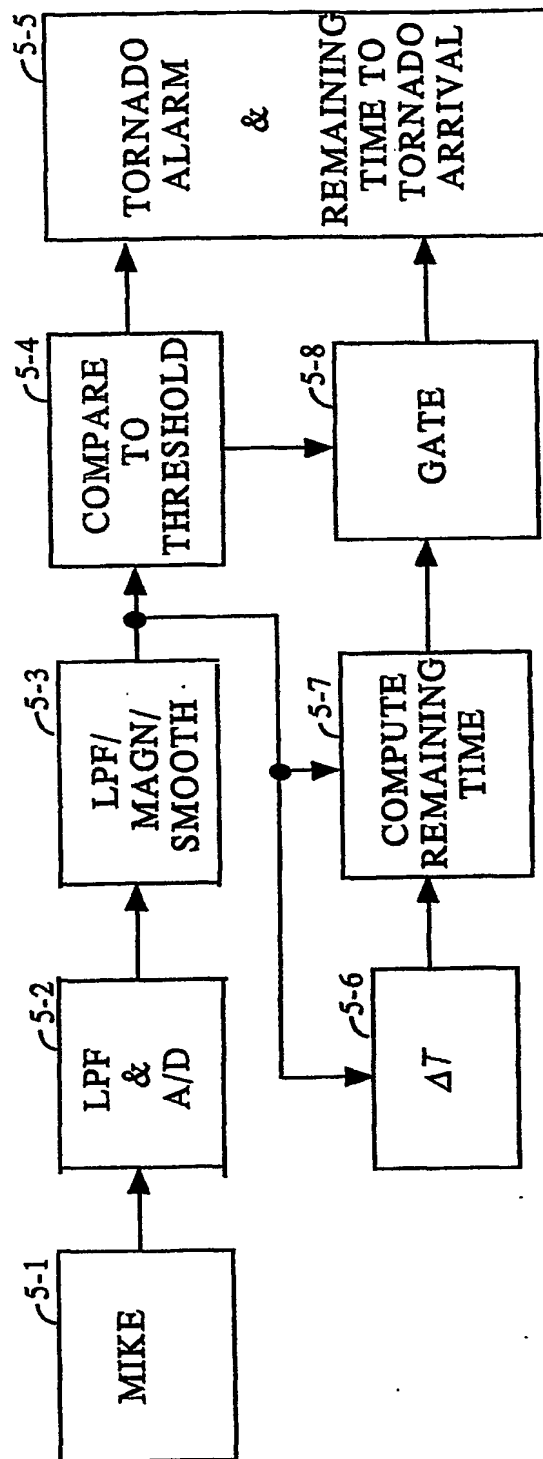 5-1
MIKE
5-2
LPF
&
A/D
5-3
LPF/
MAGN/
SMOOTH
5-4
COMPARE
TO
THRESHOLD
5-5
TORNADO
ALARM
&
REMAINING
TIME TO
TORNADO
ARRIVAL
5-6
ΔT
5-7
COMPUTE
REMAINING
TIME
5-8
GATE